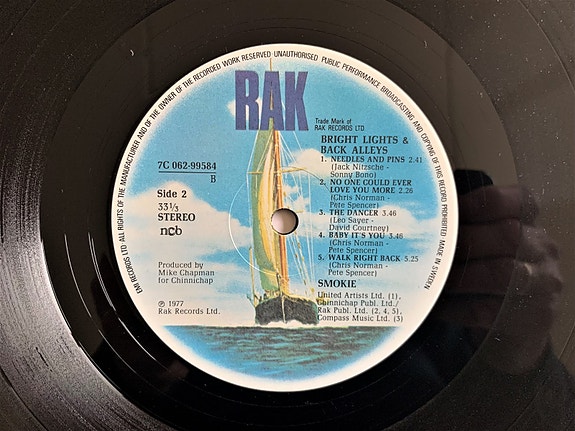 EMI RECORDS LTD· ALL RIGHTS OF THE MANUFACTURER AND OF THE OWNER OF THE RECORDED WORK RESERVED UNAUTHORISED PUBLIC PERFORMANCE BROADCASTING AND COPYING OF THIS RECORD PROHIBITED MADE IN SWEDEN
RAK
Trade Mark of
RAK RECORDS LTD
BRIGHT LIGHTS &
BACK ALLEYS
7C 062-99584
B
Side 2
33 1/3
STEREO
ncb
1. NEEDLES AND PINS 2.41
(Jack Nitzsche -
Sonny Bono)
2. NO ONE COULD EVER
LOVE YOU MORE 2.26
(Chris Norman -
Pete Spencer)
3. THE DANCER 3.46
(Leo Sayer -
David Courtney)
4. BABY IT'S YOU 3.46
(Chris Norman -
Pete Spencer)
5. WALK RIGHT BACK 5.25
(Chris Norman -
Pete Spencer)
SMOKIE
Produced by
Mike Chapman
for Chinnichap
℗ 1977
Rak Records Ltd.
United Artists Ltd. (1),
Chinnichap Publ. Ltd./
Rak Publ. Ltd. (2, 4, 5),
Compass Music Ltd. (3)